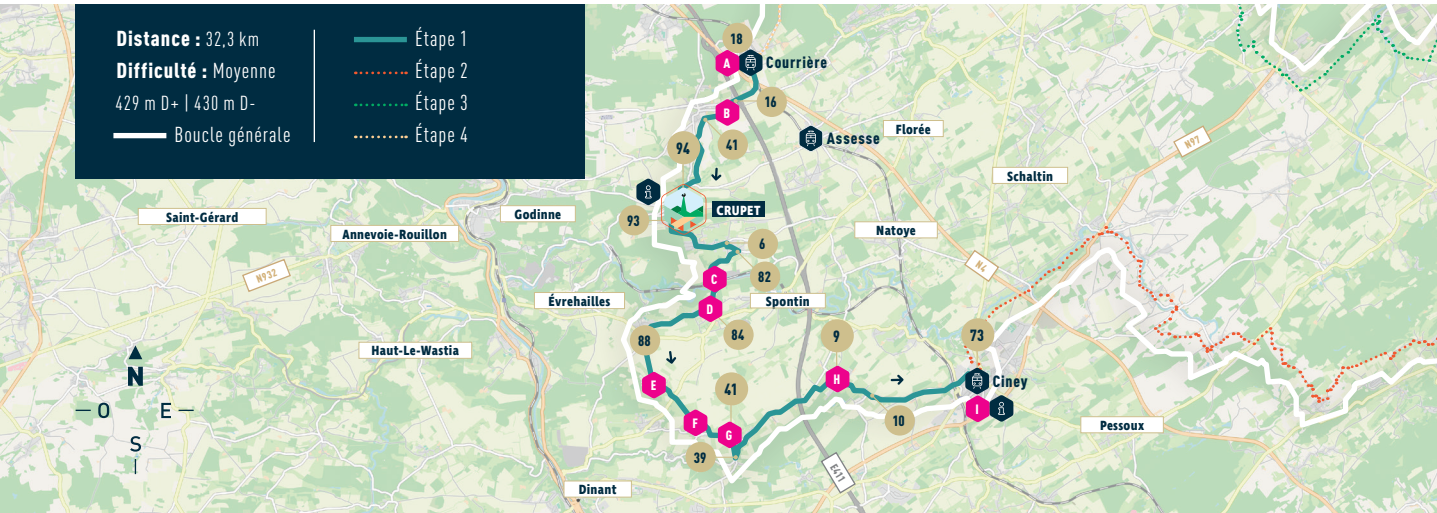 Distance : 32,3 km
Difficulté : Moyenne
429 m D+ | 430 m D-
Boucle générale
Étape 1
Étape 2
Étape 3
Étape 4
18
A
Courrière
16
B
41
94
Assesse
Florée
N97
Schaltin
CRUPET
93
Saint-Gérard
Godinne
Annevoie-Rouillon
Natoye
6
N932
C
82
N4
Évrehailles
D
Spontin
88
84
9
73
Haut-Le-Wastia
N
O
E
S
E
41
H
Ciney
I
F
G
10
39
Pessoux
E411
Dinant